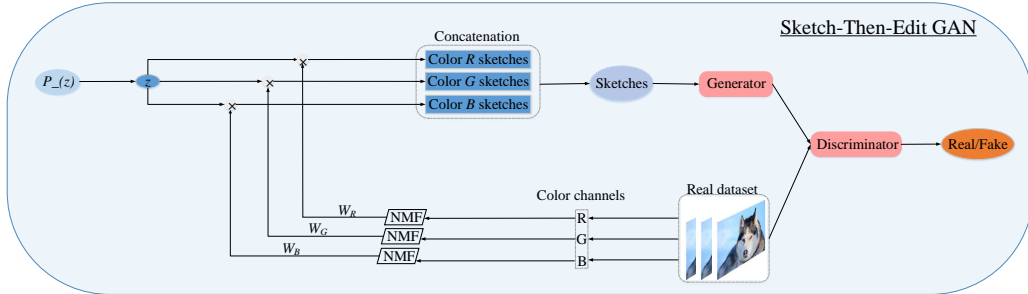 Sketch-Then-Edit GAN
Concatenation
P_(z)
z
×
×
×
Color R sketches
Color G sketches
Color B sketches
Sketches
Generator
Discriminator
Real/Fake
Color channels
Real dataset
W_R
NMF
R
W_G
NMF
G
W_B
NMF
B